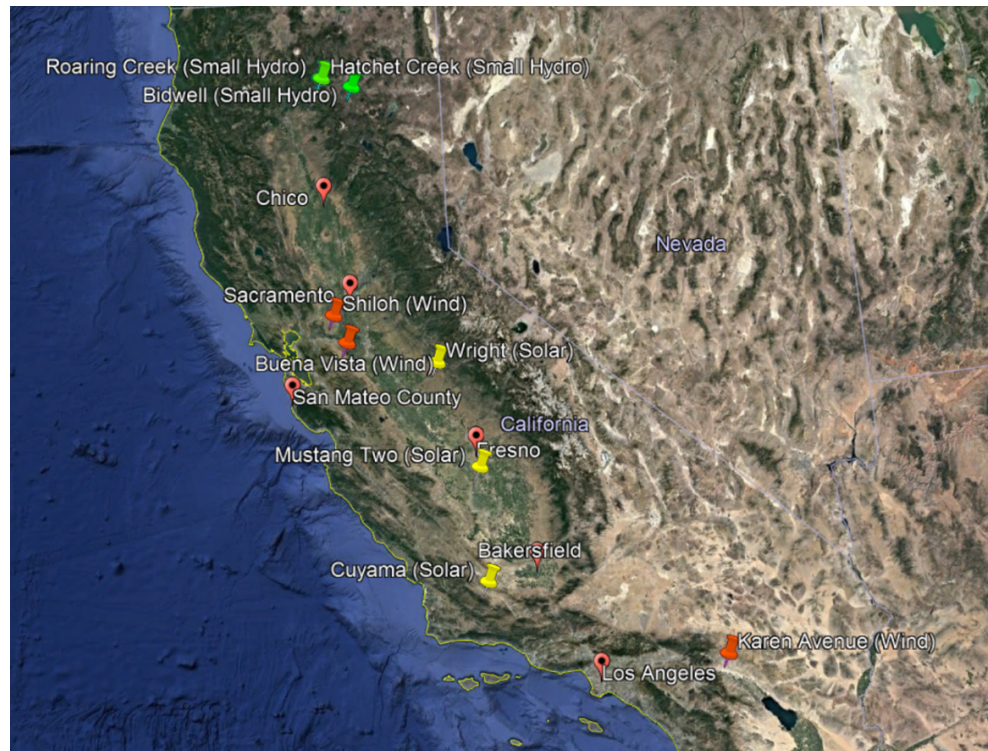 Roaring Creek (Small Hydro)
Hatchet Creek (Small Hydro)
Bidwell (Small Hydro)
Chico
Nevada
Sacramento
Shiloh (Wind)
Wright (Solar)
Buena Vista (Wind)
San Mateo County
California
Mustang Two (Solar)
Fresno
Bakersfield
Cuyama (Solar)
Karen Avenue (Wind)
Los Angeles